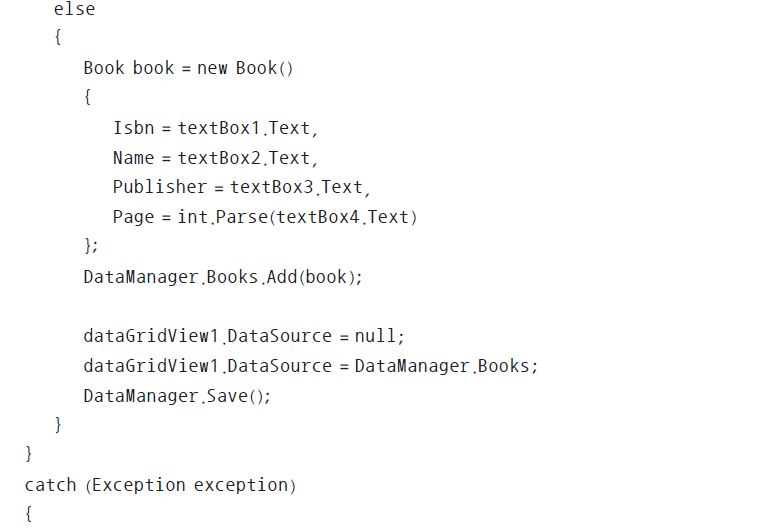 else
{
Book book = new Book()
{
Isbn = textBox1.Text,
Name = textBox2.Text,
Publisher = textBox3.Text,
Page = int.Parse(textBox4.Text)
};
DataManager.Books.Add(book);
dataGridView1.DataSource = null;
dataGridView1.DataSource = DataManager.Books;
DataManager.Save();
}
}
catch (Exception exception)
{